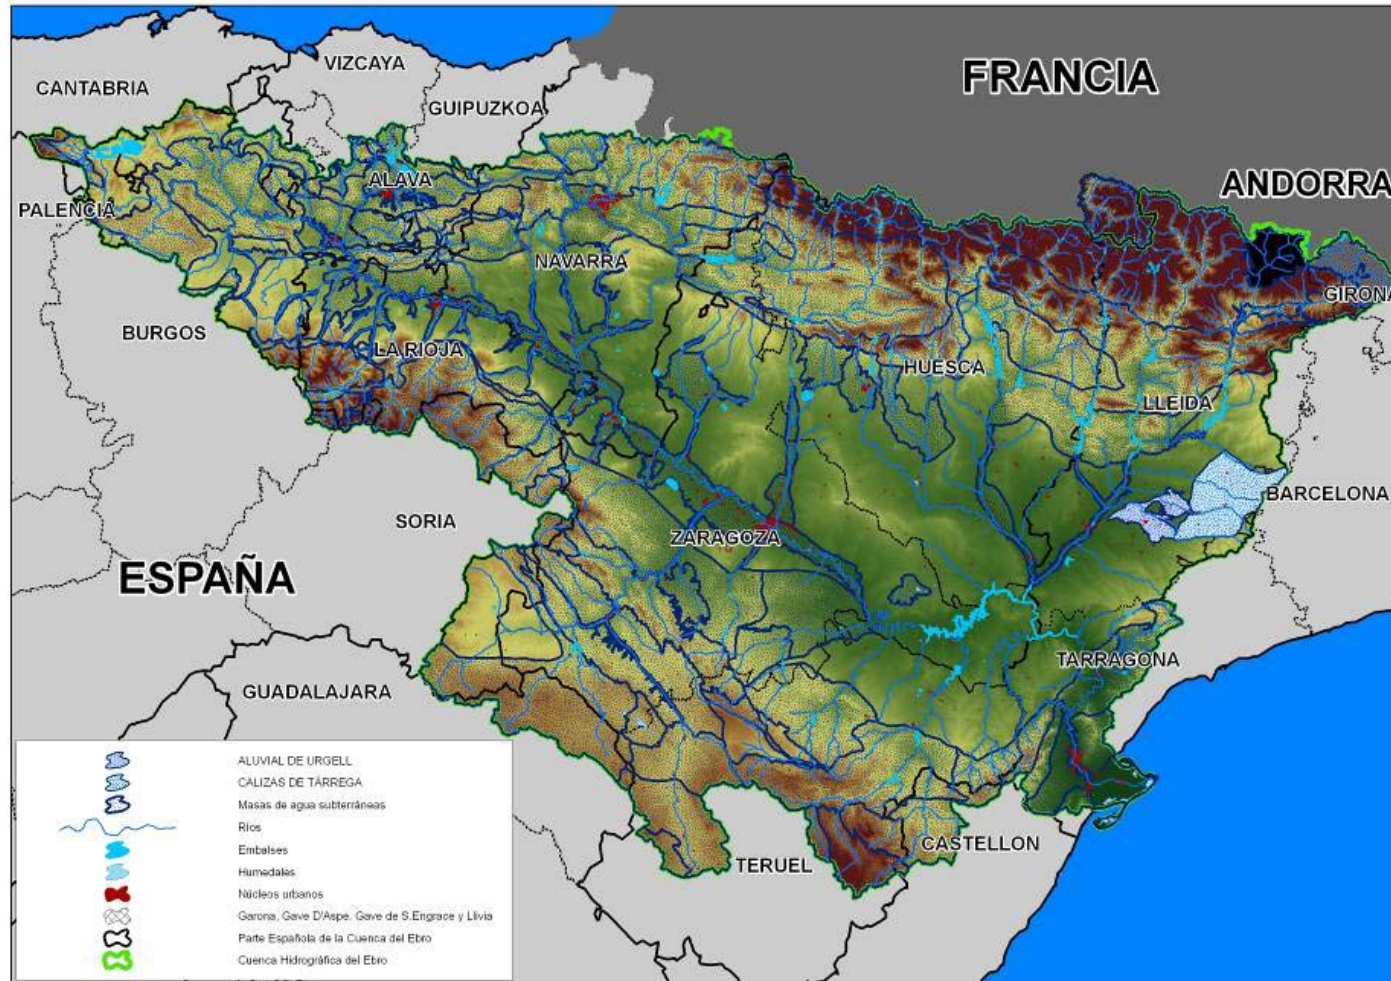 FRANCIA
VIZCAYA
CANTABRIA
GUIPUZKOA
ALAVA
ANDORRA
PALENCIA
NAVARRA
GIRONA
BURGOS
LA RIOJA
HUESCA
LLEIDA
BARCELONA
SORIA
ZARAGOZA
ESPAÑA
TARRAGONA
GUADALAJARA
CASTELLON
TERUEL
ALUVIAL DE URGELL
CALIZAS DE TÁRREGA
Masas de agua subterráneas
Ríos
Embalses
Humedales
Núcleos urbanos
Garona, Gave D'Aspe, Gave de S.Engrace y Llivia
Parte Española de la Cuenca del Ebro
Cuenca Hidrográfica del Ebro